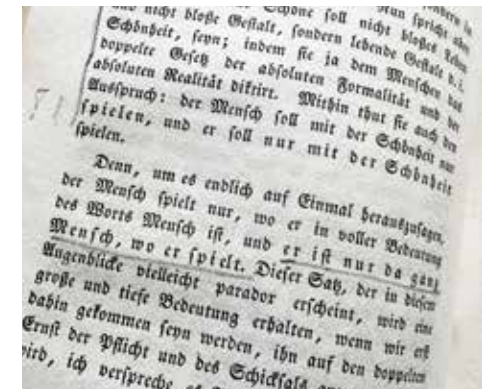 Nun spricht aber
und nicht bloße Gestalt, sondern lebende Gestalt d. i.
Schönheit, seyn; indem sie ja dem Menschen das
doppelte Gesetz der absoluten Formalität und der
absoluten Realität diktirt. Mithin thut sie auch den
Ausspruch: der Mensch soll mit der Schönheit nur
spielen, und er soll nur mit der Schönheit
spielen.
Denn, um es endlich auf Einmal herauszusagen,
der Mensch spielt nur, wo er in voller Bedeutung
des Worts Mensch ist, und er ist nur da ganz
Mensch, wo er spielt. Dieser Satz, der in diesem
Augenblicke vielleicht paradox erscheint, wird eine
große und tiefe Bedeutung erhalten, wenn wir erst
dahin gekommen seyn werden, ihn auf den doppelten
Ernst der Pflicht und des Schicksals
wird, ich verspreche es